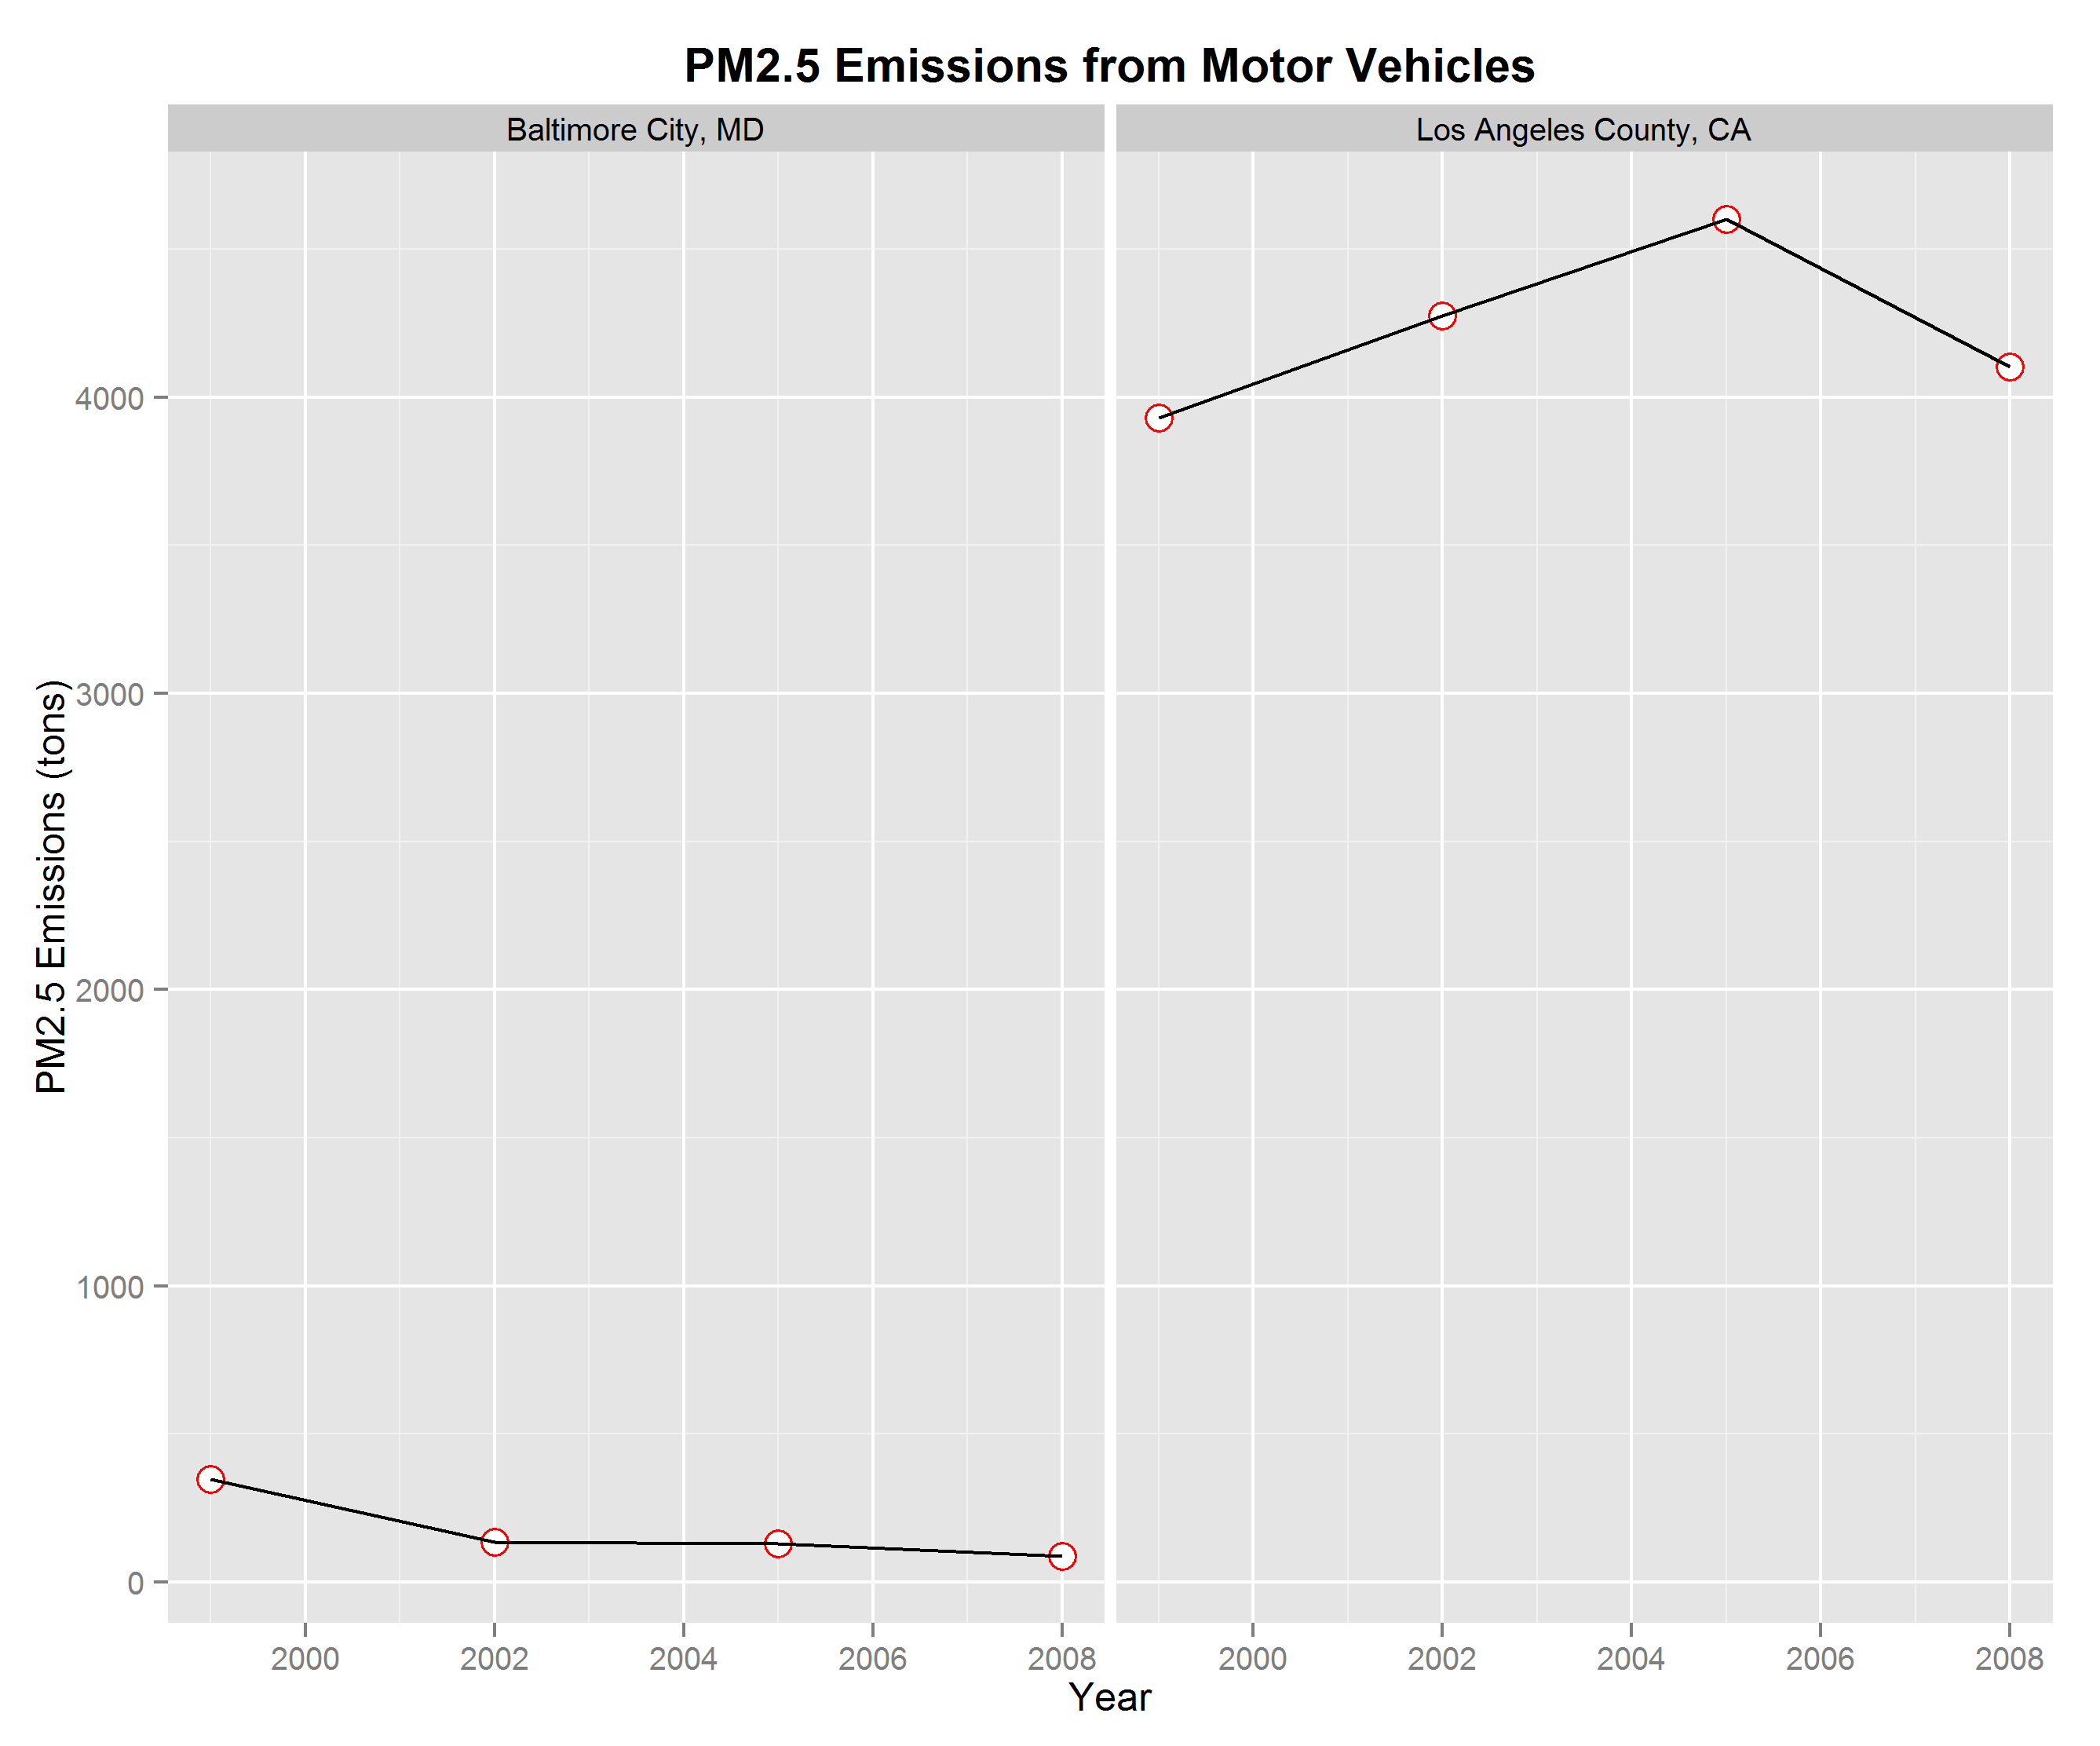 PM2.5 Emissions from Motor Vehicles
Baltimore City, MD
Los Angeles County, CA
PM2.5 Emissions (tons)
4000
3000
2000
1000
0
2000 2002 2004 2006 2008 2000 2002 2004 2006 2008
Year